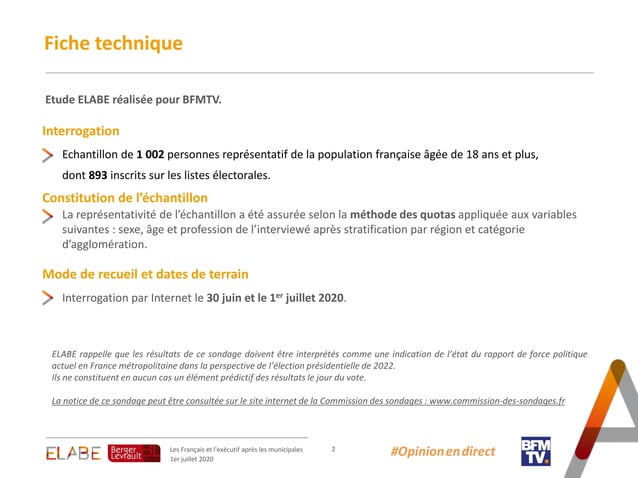 Fiche technique
Etude ELABE réalisée pour BFMTV.
Interrogation
Echantillon de 1 002 personnes représentatif de la population française âgée de 18 ans et plus,
dont 893 inscrits sur les listes électorales.
Constitution de l’échantillon
La représentativité de l’échantillon a été assurée selon la méthode des quotas appliquée aux variables
suivantes : sexe, âge et profession de l’interviewé après stratification par région et catégorie
d’agglomération.
Mode de recueil et dates de terrain
Interrogation par Internet le 30 juin et le 1er juillet 2020.
ELABE rappelle que les résultats de ce sondage doivent être interprétés comme une indication de l’état du rapport de force politique
actuel en France métropolitaine dans la perspective de l’élection présidentielle de 2022.
Ils ne constituent en aucun cas un élément prédictif des résultats le jour du vote.
La notice de ce sondage peut être consultée sur le site internet de la Commission des sondages : www.commission-des-sondages.fr
ELABE
Berger
Levrault
Les Français et l’exécutif après les municipales
1er juillet 2020
2
#Opinionendirect
BFM
TV.